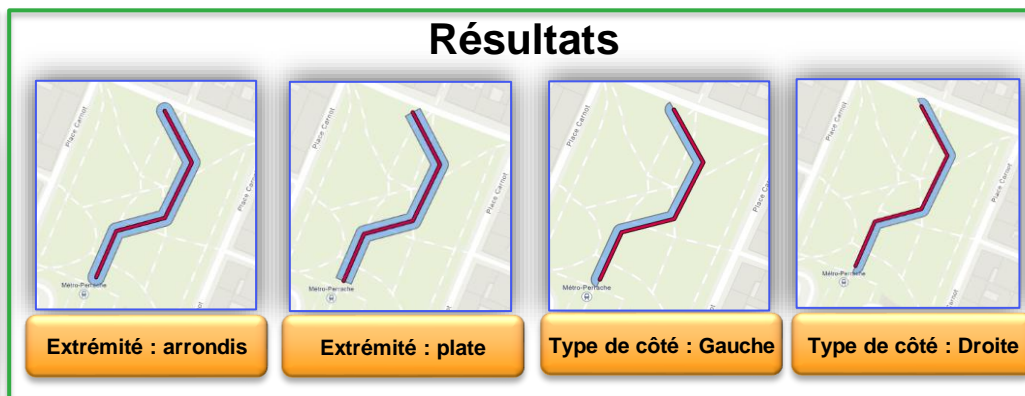 Résultats
Place Carnot
Place Carnot
Métro-Perrache
Place Carnot
Place Carnot
Métro-Perrache
Place Carnot
Place Carnot
Métro-Perrache
Place Carnot
Place Carnot
Métro-Perrache
Extrémité : arrondis
Extrémité : plate
Type de côté : Gauche
Type de côté : Droite